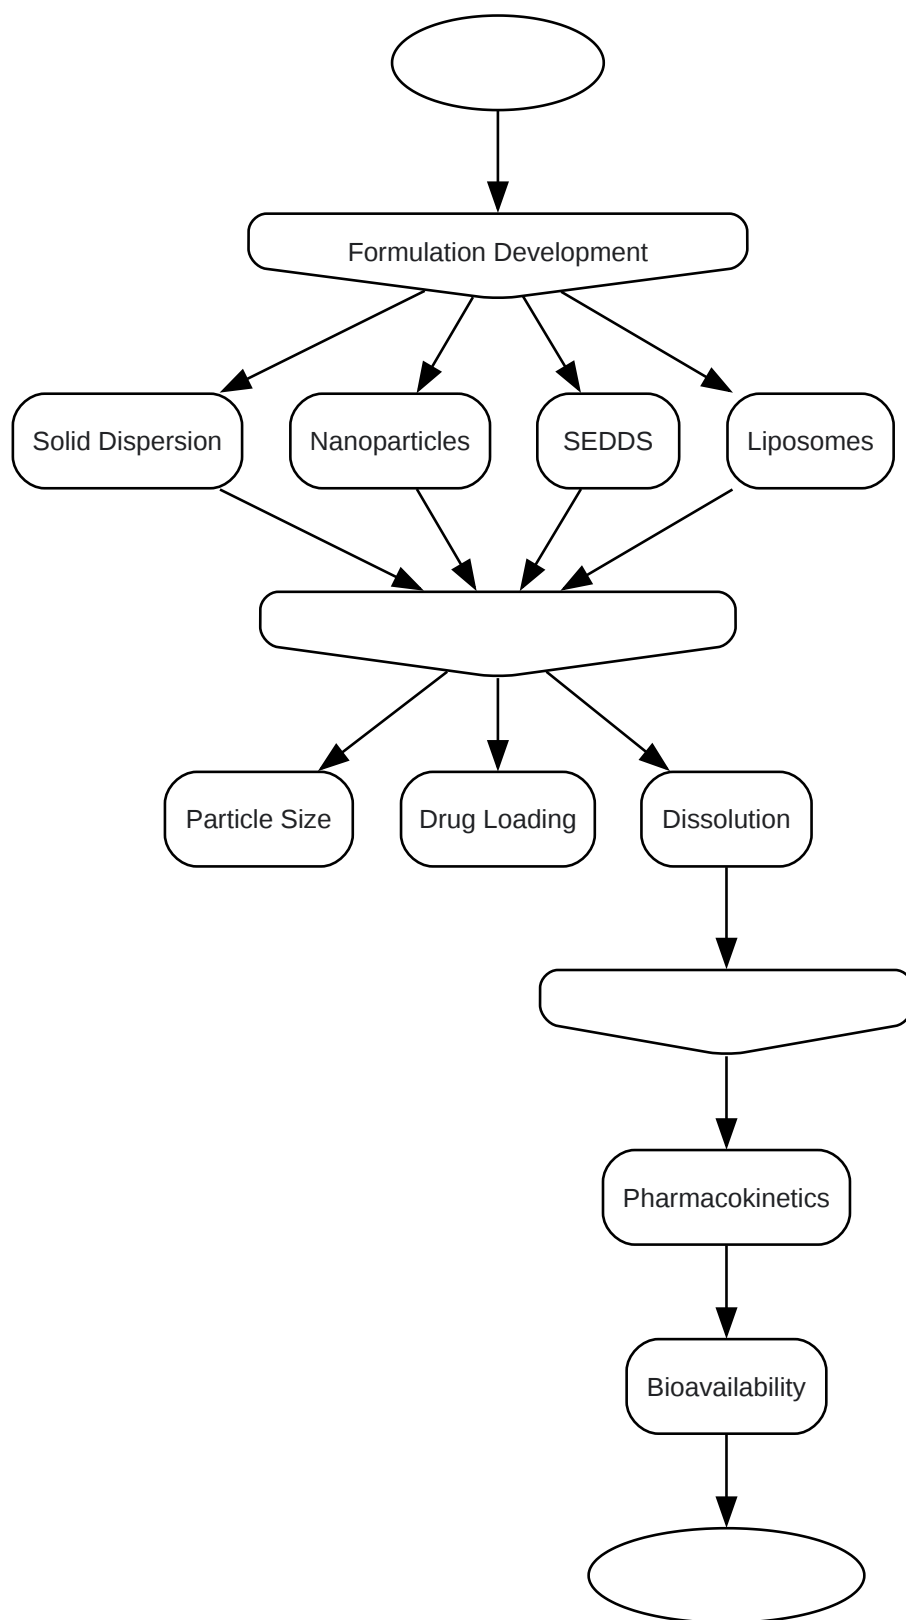 Formulation Development
Solid Dispersion
Nanoparticles
SEDDS
Liposomes
Particle Size
Drug Loading
Dissolution
Pharmacokinetics
Bioavailability